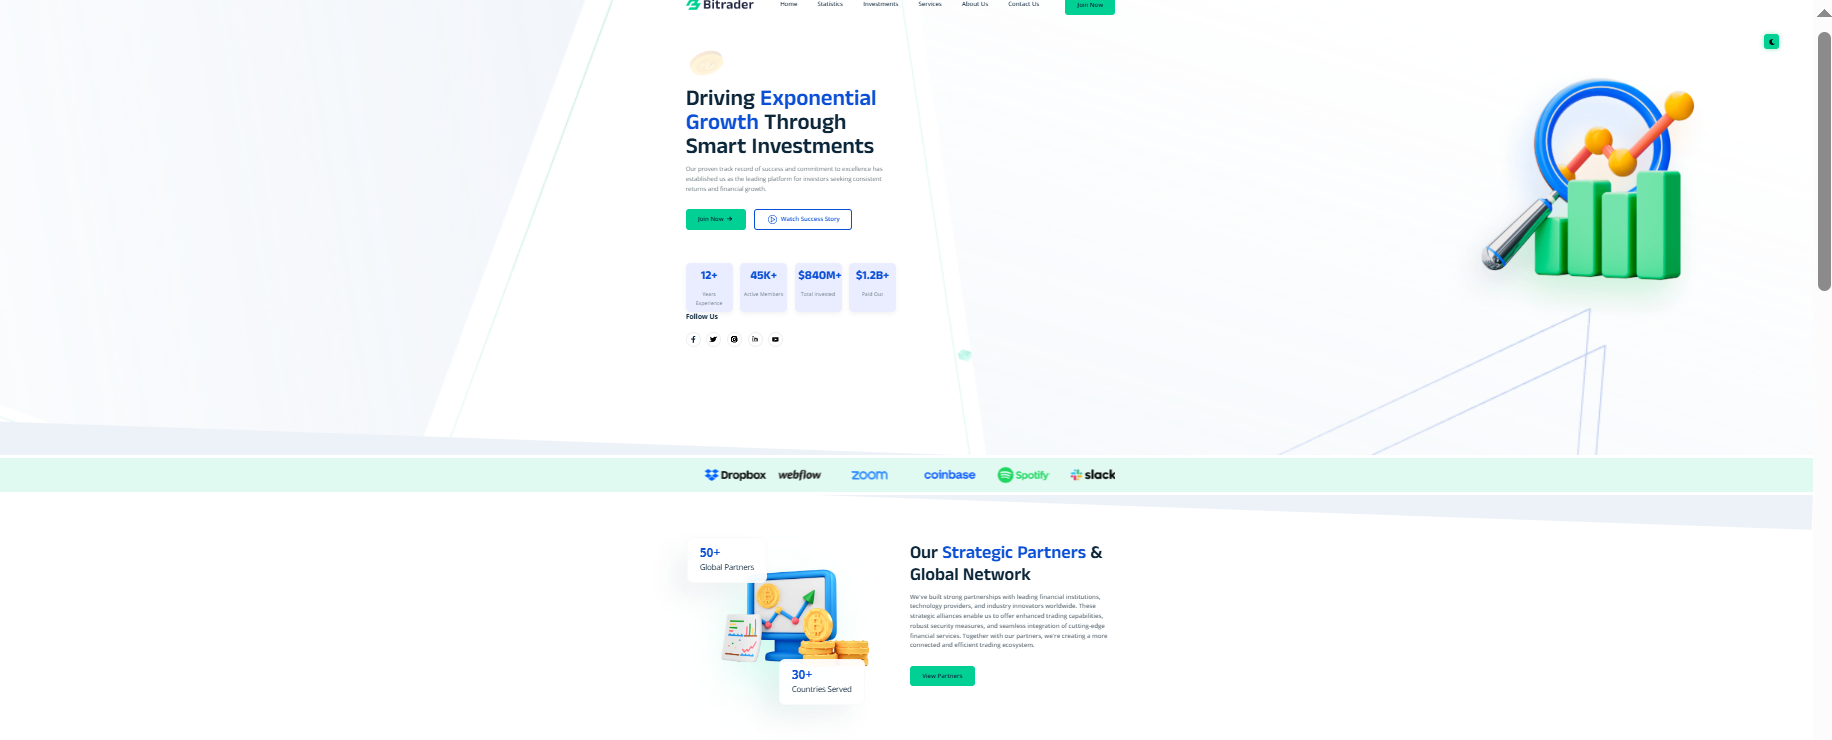 Bitrader
Home Statistics Investments Services About Us Contact Us Join Now
Driving Exponential
Growth Through
Smart Investments
Our proven track record of success and commitment to excellence has
established us as the leading platform for investors seeking consistent
returns and financial growth.
Join Now →
Watch Success Story
12+ 45K+ $840M+ $1.2B+
Years Active Members Total Invested Paid Out
Experience
Follow Us
Dropbox webflow zoom coinbase Spotify slack
50+
Global Partners
30+
Countries Served
Our Strategic Partners &
Global Network
We've built strong partnerships with leading financial institutions,
technology providers, and industry innovators worldwide. These
strategic alliances enable us to offer enhanced trading capabilities,
robust security measures, and seamless integration of cutting-edge
financial services. Together with our partners, we're creating a more
connected and efficient trading ecosystem.
View Partners